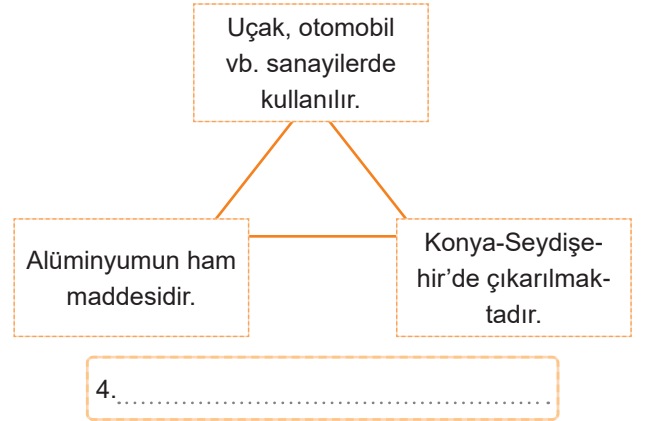 Uçak, otomobil
vb. sanayilerde
kullanılır.
Alüminyumun ham
maddesidir.
Konya-Seydişe-
hir’de çıkarılmak-
tadır.
4.